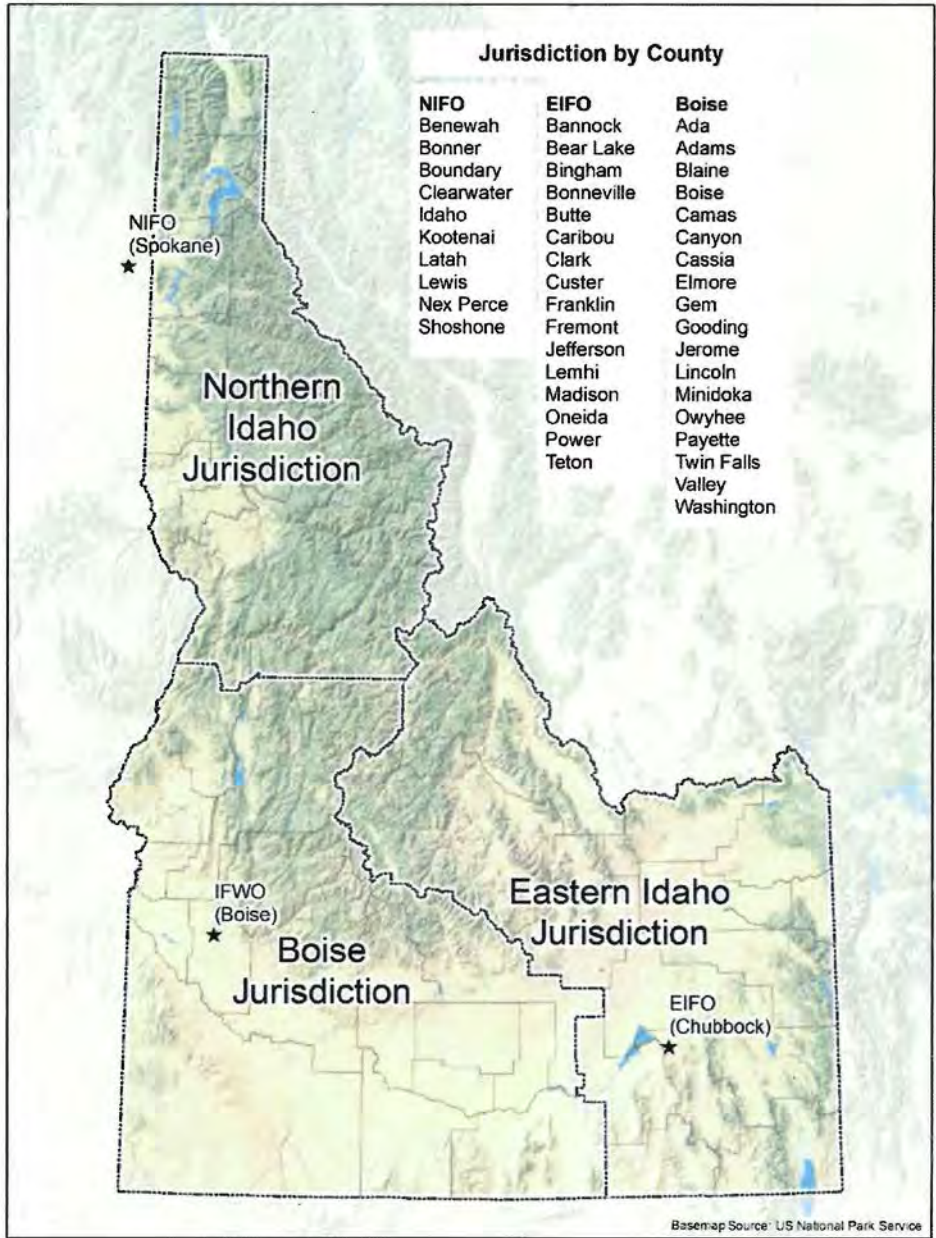 Jurisdiction by County
NIFO EIFO Boise
Benewah Bannock Ada
Bonner Bear Lake Adams
Boundary Bingham Blaine
Clearwater Bonneville Boise
Idaho Butte Camas
Kootenai Caribou Canyon
Latah Clark Cassia
Lewis Custer Elmore
Nex Perce Franklin Gem
Shoshone Fremont Gooding
Jefferson Jerome
Lemhi Lincoln
Madison Minidoka
Oneida Owyhee
Power Payette
Teton Twin Falls
Valley
Washington
NIFO
(Spokane)
Northern
Idaho
Jurisdiction
IFWO
(Boise)
Boise
Jurisdiction
Eastern Idaho
Jurisdiction
EIFO
(Chubbock)
Basemap Source: US National Park Service